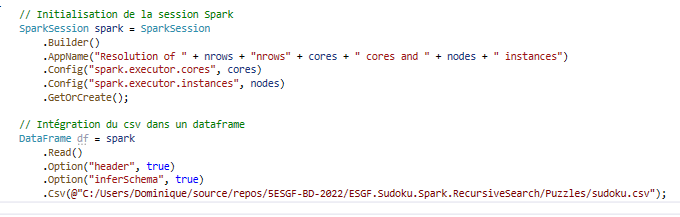 // Initialisation de la session Spark
SparkSession spark = SparkSession
.Builder()
.AppName("Resolution of " + nrows + "nrows" + cores + " cores and " + nodes + " instances")
.Config("spark.executor.cores", cores)
.Config("spark.executor.instances", nodes)
.GetOrCreate();
// Intégration du csv dans un dataframe
DataFrame df = spark
.Read()
.Option("header", true)
.Option("inferSchema", true)
.Csv(@"C:/Users/Dominique/source/repos/5ESGF-BD-2022/ESGF.Sudoku.Spark.RecursiveSearch/Puzzles/sudoku.csv");